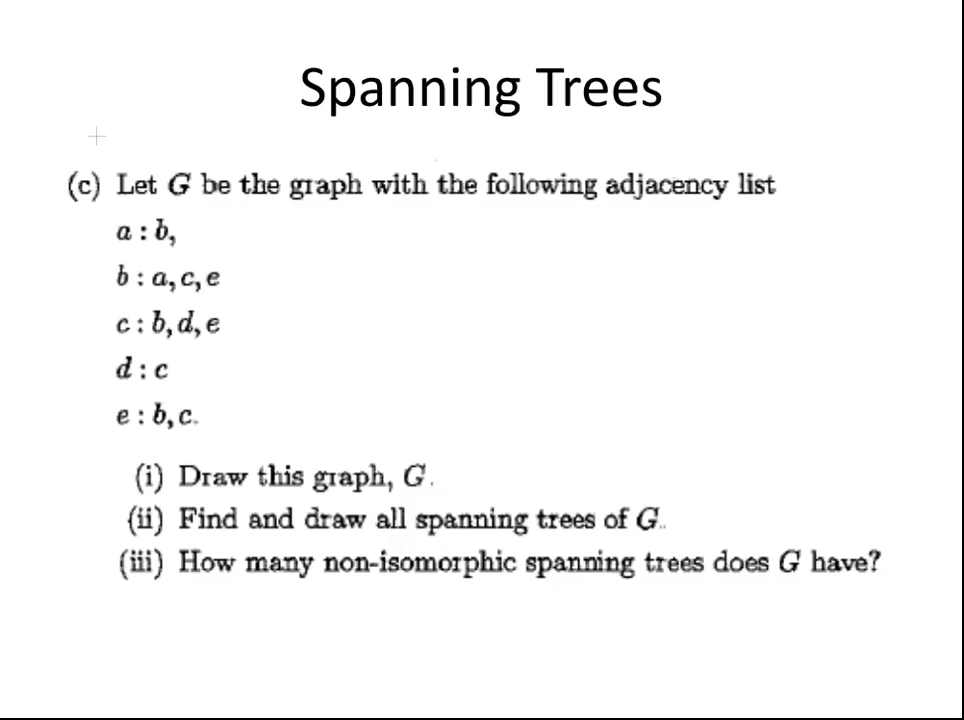 Spanning Trees
(c) Let G be the graph with the following adjacency list
a : b,
b : a, c, e
c : b, d, e
d : c
e : b, c.
(i) Draw this graph, G.
(ii) Find and draw all spanning trees of G.
(iii) How many non-isomorphic spanning trees does G have?